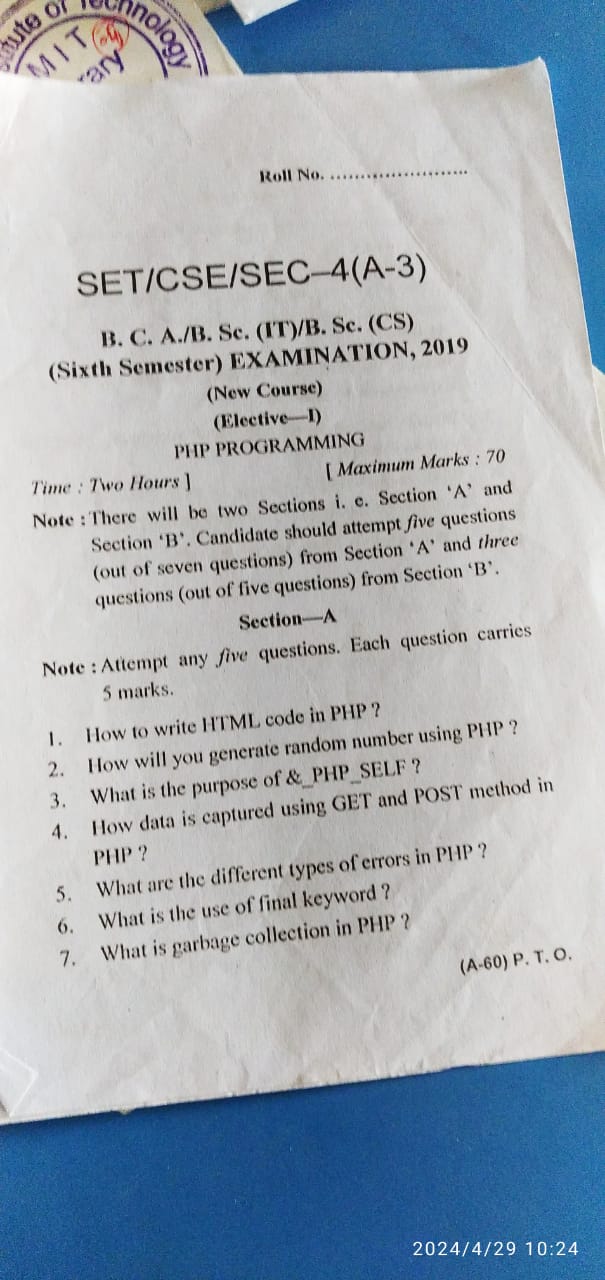 Technology
MIT
Roll No. ........................
SET/CSE/SEC–4(A-3)
B. C. A./B. Sc. (IT)/B. Sc. (CS)
(Sixth Semester) EXAMINATION, 2019
(New Course)
(Elective—I)
PHP PROGRAMMING
Time : Two Hours ] [ Maximum Marks : 70
Note : There will be two Sections i. e. Section ‘A’ and
Section ‘B’. Candidate should attempt five questions
(out of seven questions) from Section ‘A’ and three
questions (out of five questions) from Section ‘B’.
Section—A
Note : Attempt any five questions. Each question carries
5 marks.
1. How to write HTML code in PHP ?
2. How will you generate random number using PHP ?
3. What is the purpose of &_PHP_SELF ?
4. How data is captured using GET and POST method in
PHP ?
5. What are the different types of errors in PHP ?
6. What is the use of final keyword ?
7. What is garbage collection in PHP ?
(A-60) P. T. O.
2024/4/29 10:24